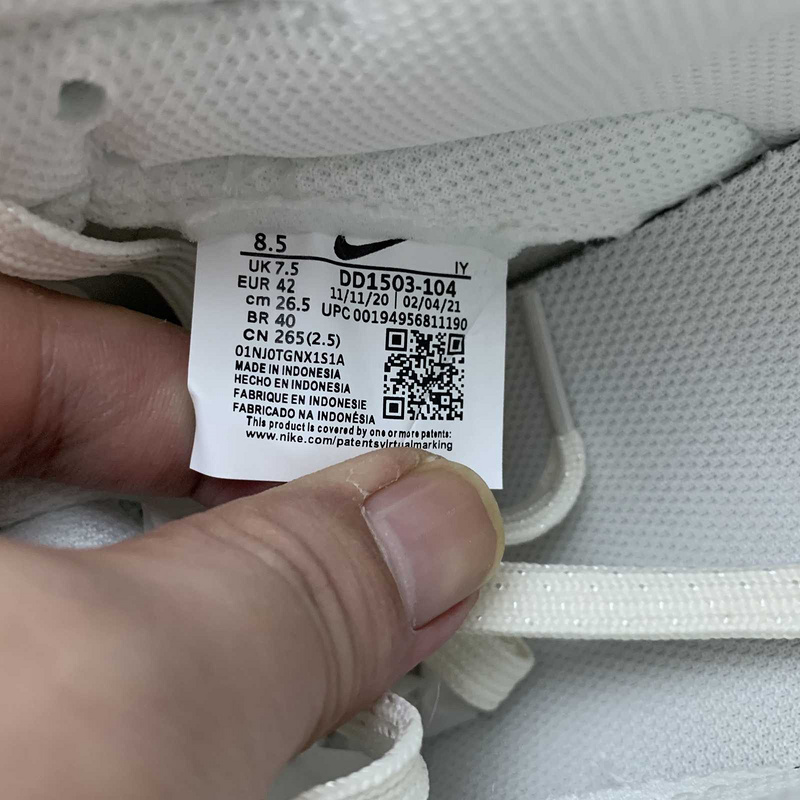 8.5
UK 7.5
EUR 42
cm 26.5
BR 40
CN 265(2.5)
IY
DD1503-104
11/11/20 | 02/04/21
UPC 00194956811190
01NJ0TGNX1S1A
MADE IN INDONESIA
HECHO EN INDONESIA
FABRIQUE EN INDONESIE
FABRICADO NA INDONÉSIA
This product is covered by one or more patents:
www.nike.com/patentsvirtualmarking